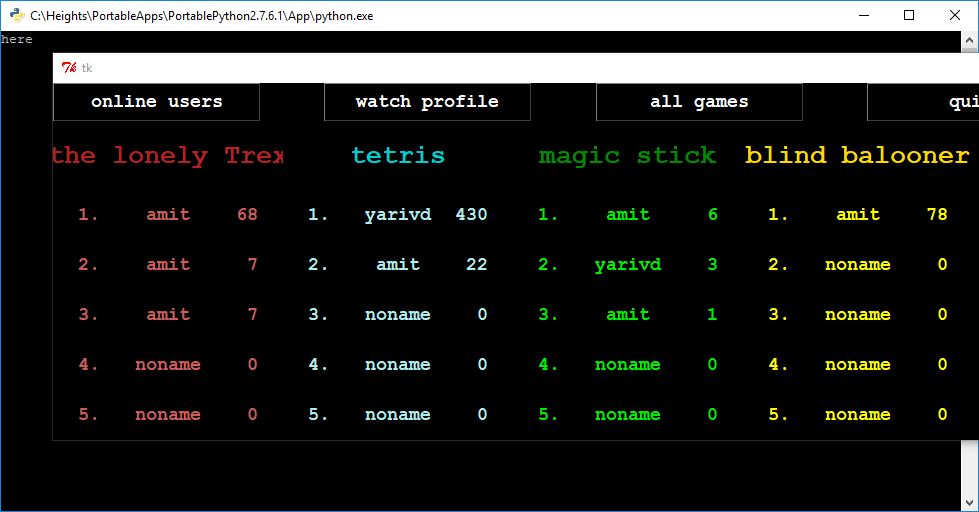 C:\Heights\PortableApps\PortablePython2.7.6.1\App\python.exe
here
tk
online users watch profile all games qui
the lonely Trex tetris magic stick blind balooner
1. amit 68 1. yarivd 430 1. amit 6 1. amit 78
2. amit 7 2. amit 22 2. yarivd 3 2. noname 0
3. amit 7 3. noname 0 3. amit 1 3. noname 0
4. noname 0 4. noname 0 4. noname 0 4. noname 0
5. noname 0 5. noname 0 5. noname 0 5. noname 0